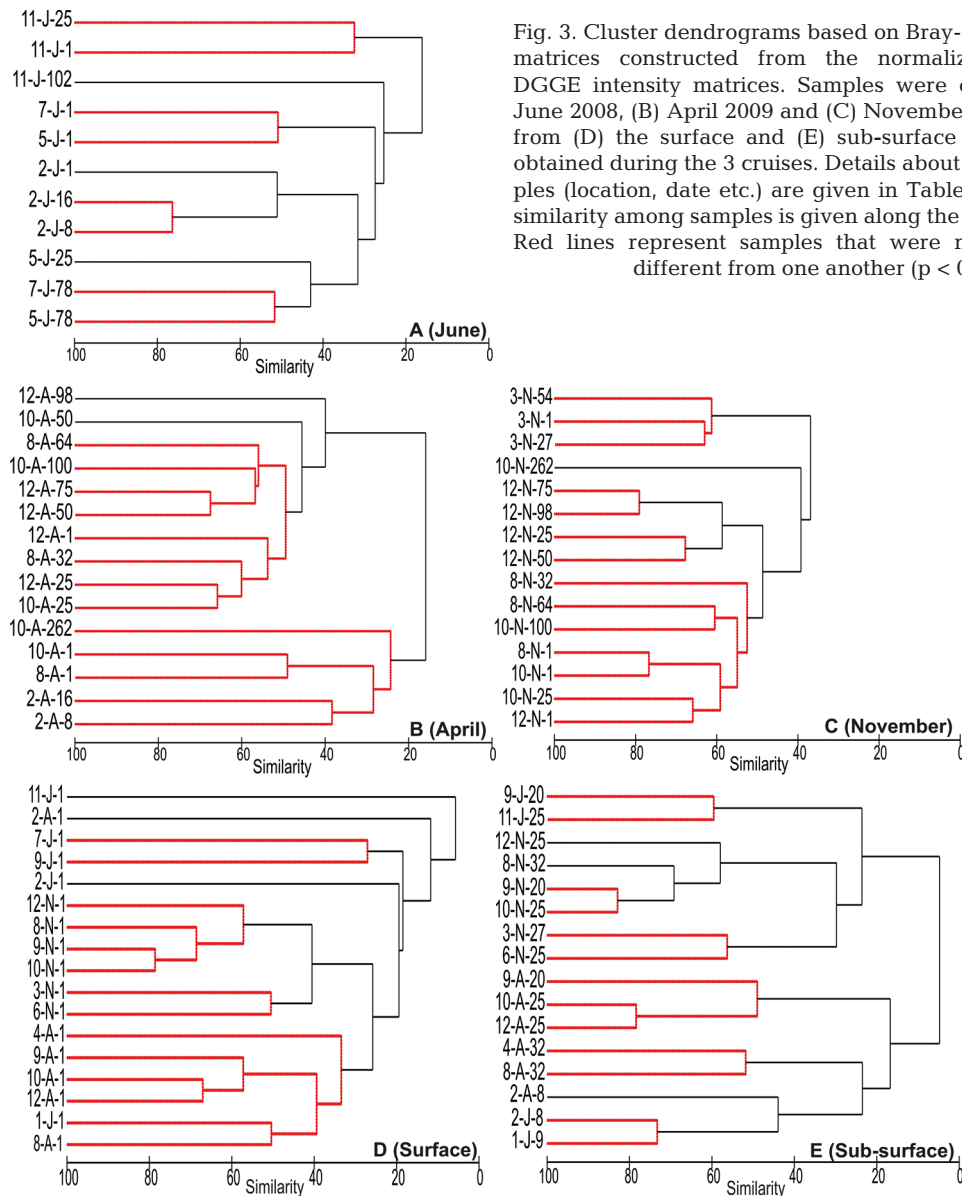 11-J-25
11-J-1
11-J-102
7-J-1
5-J-1
2-J-1
2-J-16
2-J-8
5-J-25
7-J-78
5-J-78
A (June)
100 80 60 40 20 0
Similarity
Fig. 3. Cluster dendrograms based on Bray-
matrices constructed from the normaliz
DGGE intensity matrices. Samples were
June 2008, (B) April 2009 and (C) November
from (D) the surface and (E) sub-surface
obtained during the 3 cruises. Details about
ples (location, date etc.) are given in Table
similarity among samples is given along the
Red lines represent samples that were
different from one another (p < 0
12-A-98
10-A-50
8-A-64
10-A-100
12-A-75
12-A-50
12-A-1
8-A-32
12-A-25
10-A-25
10-A-262
10-A-1
8-A-1
2-A-16
2-A-8
B (April)
100 80 60 40 20 0
Similarity
3-N-54
3-N-1
3-N-27
10-N-262
12-N-75
12-N-98
12-N-25
12-N-50
8-N-32
8-N-64
10-N-100
8-N-1
10-N-1
10-N-25
12-N-1
C (November)
100 80 60 40 20 0
Similarity
11-J-1
2-A-1
7-J-1
9-J-1
2-J-1
12-N-1
8-N-1
9-N-1
10-N-1
3-N-1
6-N-1
4-A-1
9-A-1
10-A-1
12-A-1
1-J-1
8-A-1
D (Surface)
100 80 60 40 20 0
Similarity
9-J-20
11-J-25
12-N-25
8-N-32
9-N-20
10-N-25
3-N-27
6-N-25
9-A-20
10-A-25
12-A-25
4-A-32
8-A-32
2-A-8
2-J-8
1-J-9
E (Sub-surface)
100 80 60 40 20 0
Similarity